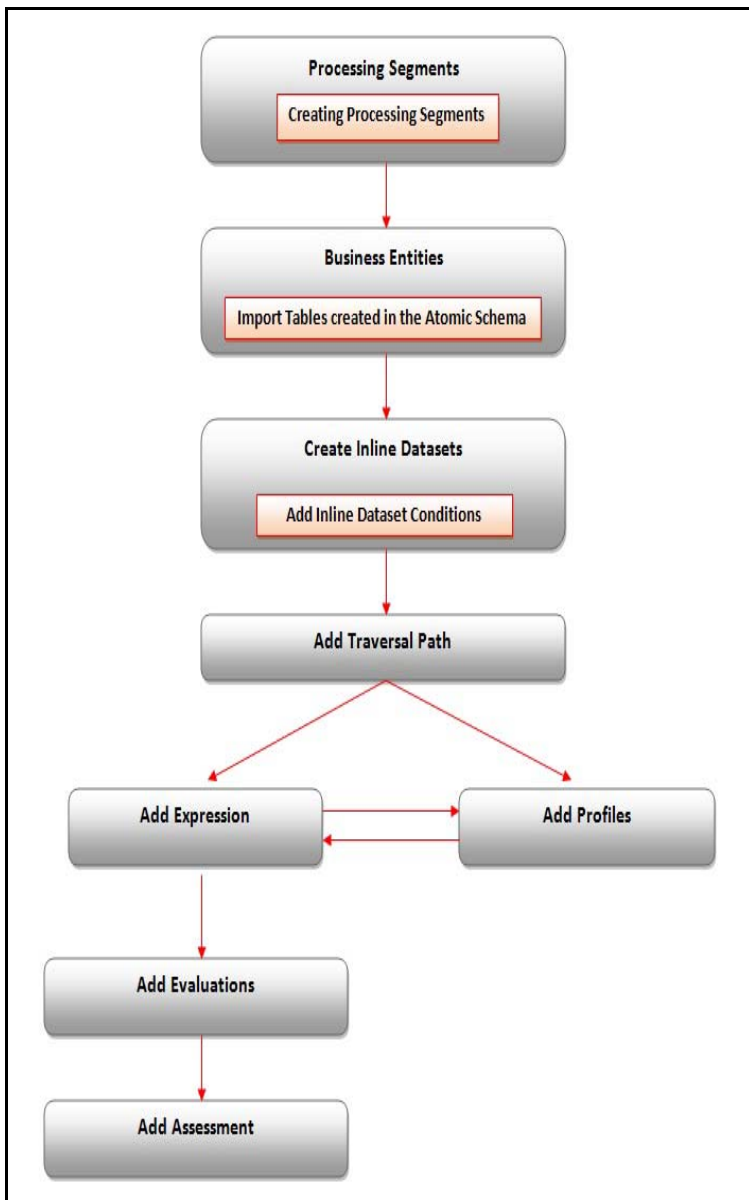 Processing Segments
Creating Processing Segments
Business Entities
Import Tables created in the Atomic Schema
Create Inline Datasets
Add Inline Dataset Conditions
Add Traversal Path
Add Expression
Add Profiles
Add Evaluations
Add Assessment